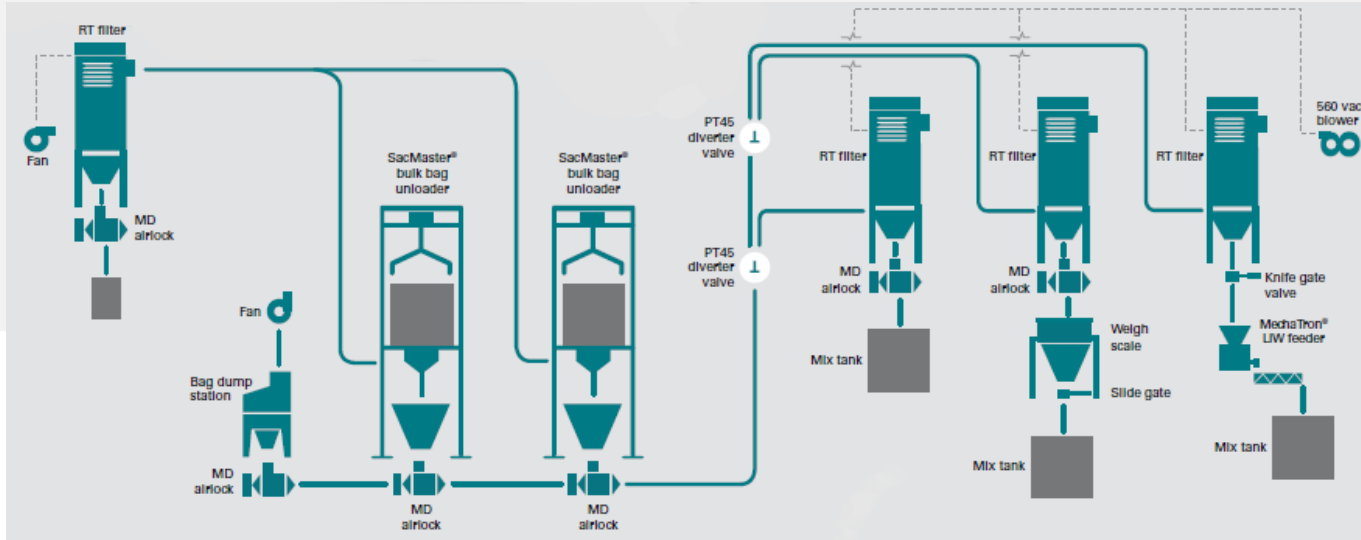 RT filter
Fan
MD
airlock
Fan
Bag dump
station
MD
airlock
SacMaster®
bulk bag
unloader
MD
airlock
SacMaster®
bulk bag
unloader
MD
airlock
PT45
diverter
valve
PT45
diverter
valve
RT filter
MD
airlock
Mix tank
RT filter
MD
airlock
Weigh
scale
Slide gate
Mix tank
RT filter
Knife gate
valve
MechaTron®
LIW feeder
Mix tank
560 vac
blower